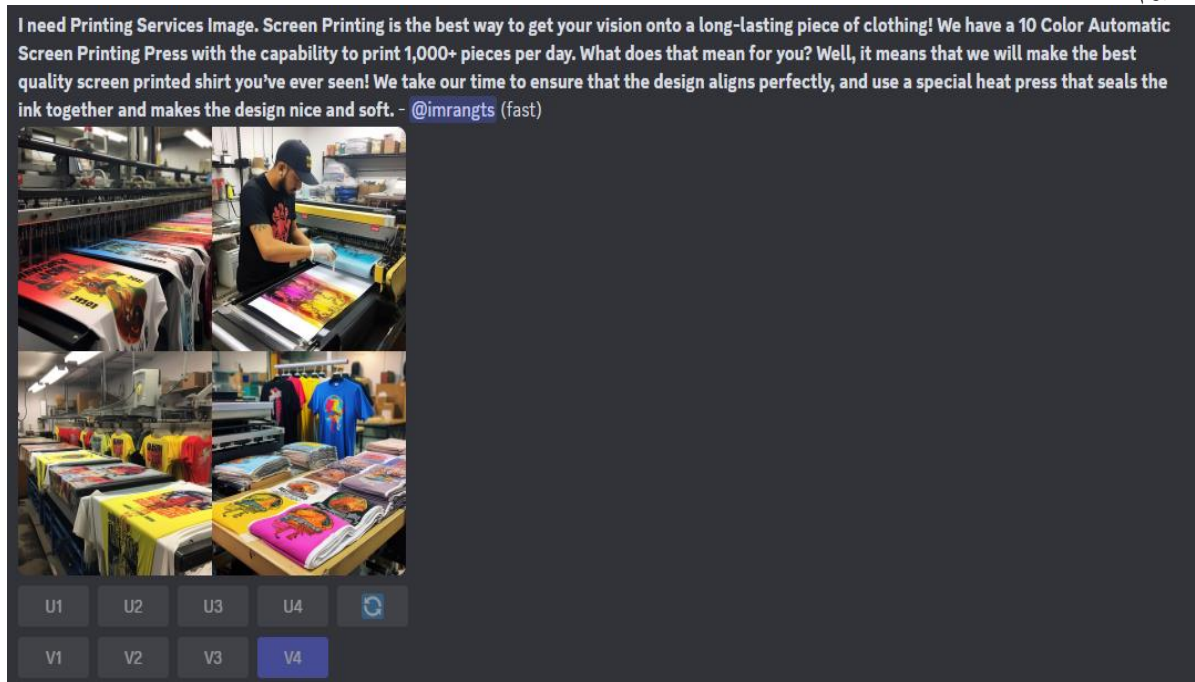 I need Printing Services Image. Screen Printing is the best way to get your vision onto a long-lasting piece of clothing! We have a 10 Color Automatic
Screen Printing Press with the capability to print 1,000+ pieces per day. What does that mean for you? Well, it means that we will make the best
quality screen printed shirt you've ever seen! We take our time to ensure that the design aligns perfectly, and use a special heat press that seals the
ink together and makes the design nice and soft. - @imrangts (fast)
U1 U2 U3 U4
V1 V2 V3 V4